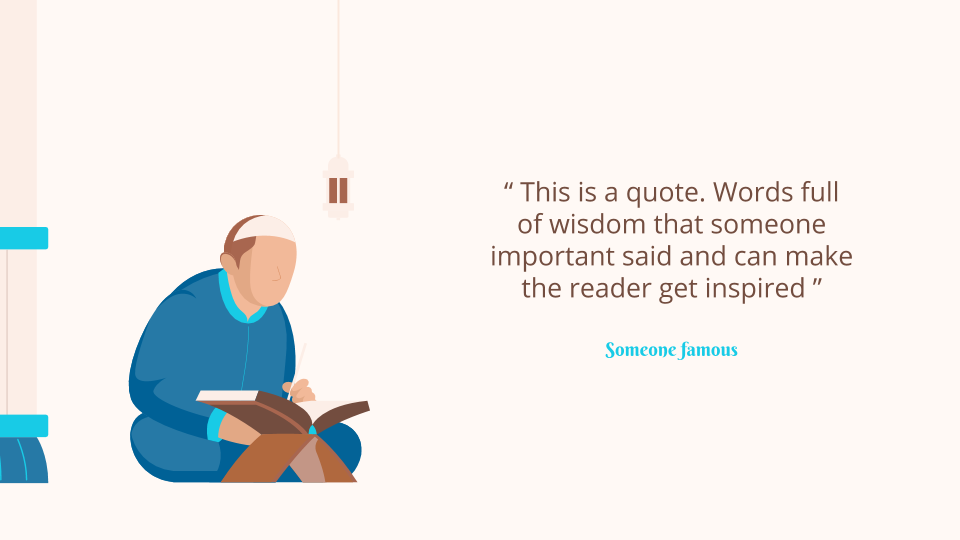 “ This is a quote. Words full
of wisdom that someone
important said and can make
the reader get inspired ”
Someone famous